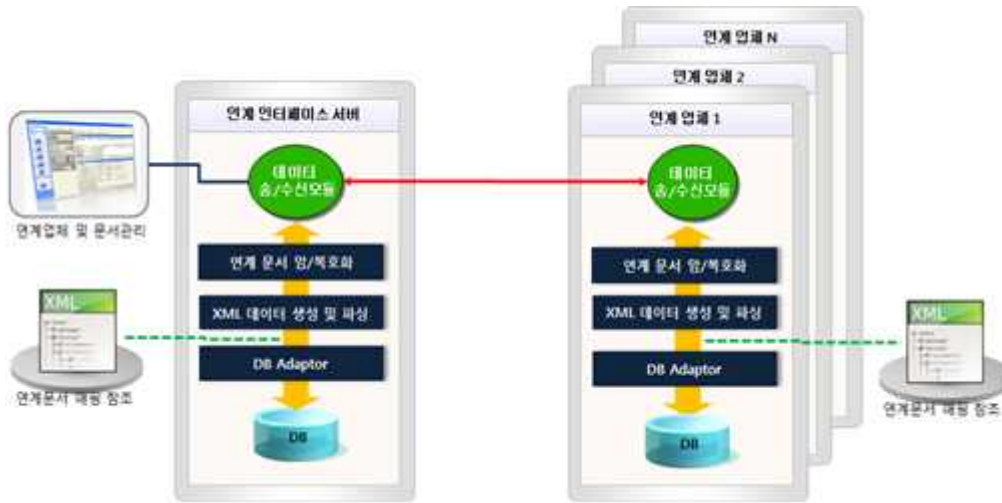 연계 업체 N
연계 업체 2
연계 인터페이스 서버
연계 업체 1
데이터
송/수신모듈
데이터
송/수신모듈
연계업체 및 문서관리
연계 문서 암/복호화
연계 문서 암/복호화
XML
XML 데이터 생성 및 파싱
XML 데이터 생성 및 파싱
XML
DB Adaptor
DB Adaptor
연계문서 매핑 참조
연계문서 매핑 참조
DB
DB